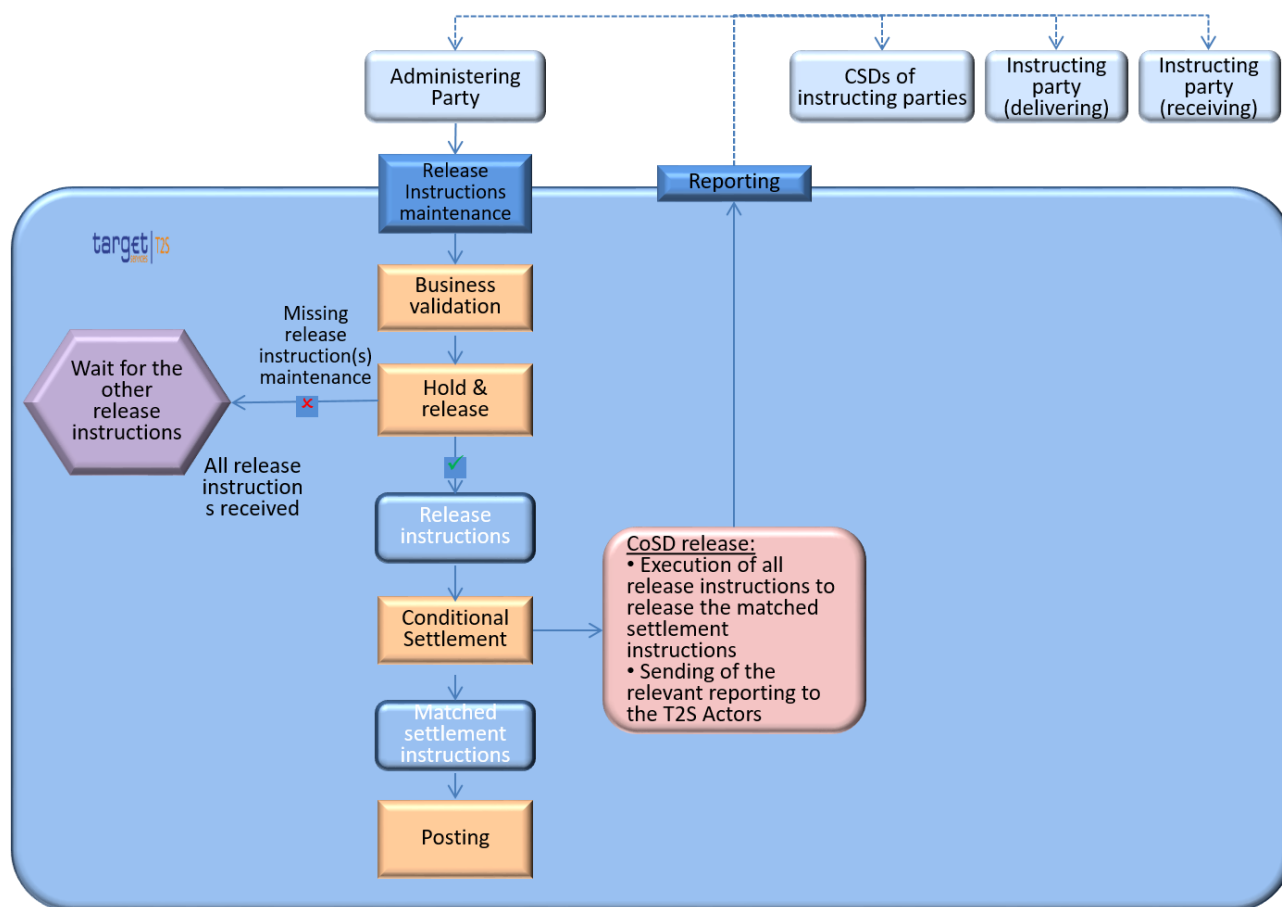 Administering
Party
CSDs of
instructing parties
Instructing
party
(delivering)
Instructing
party
(receiving)
Release
Instructions
maintenance
Reporting
target
T2S
Business
validation
Missing
release
instruction(s)
maintenance
Wait for the
other
release
instructions
Hold &
release
All release
instruction
s received
Release
instructions
CoSD release:
• Execution of all
release instructions to
release the matched
settlement
instructions
• Sending of the
relevant reporting to
the T2S Actors
Conditional
Settlement
Matched
settlement
instructions
Posting